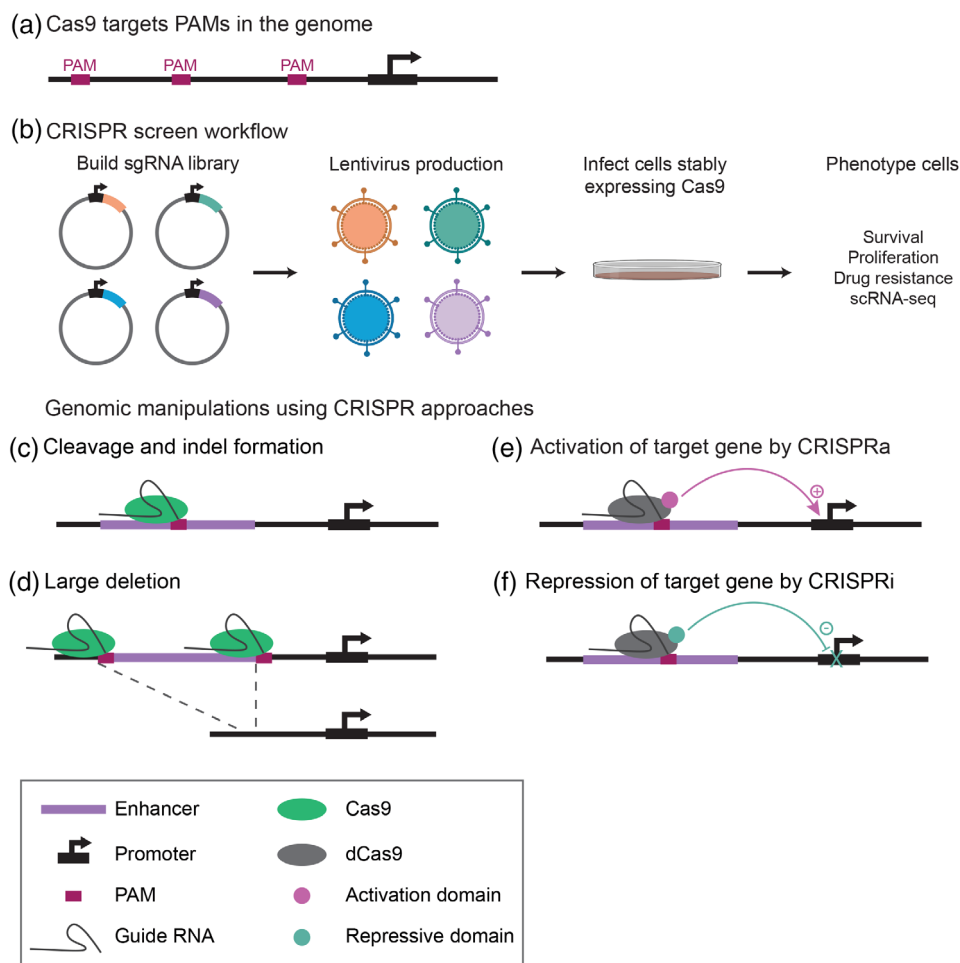 (a) Cas9 targets PAMs in the genome
PAM PAM PAM
(b) CRISPR screen workflow
Build sgRNA library
Lentivirus production
Infect cells stably
expressing Cas9
Phenotype cells
Survival
Proliferation
Drug resistance
scRNA-seq
Genomic manipulations using CRISPR approaches
(c) Cleavage and indel formation
(e) Activation of target gene by CRISPRa
+
(d) Large deletion
(f) Repression of target gene by CRISPRi
-
Enhancer
Promoter
PAM
Guide RNA
Cas9
dCas9
Activation domain
Repressive domain